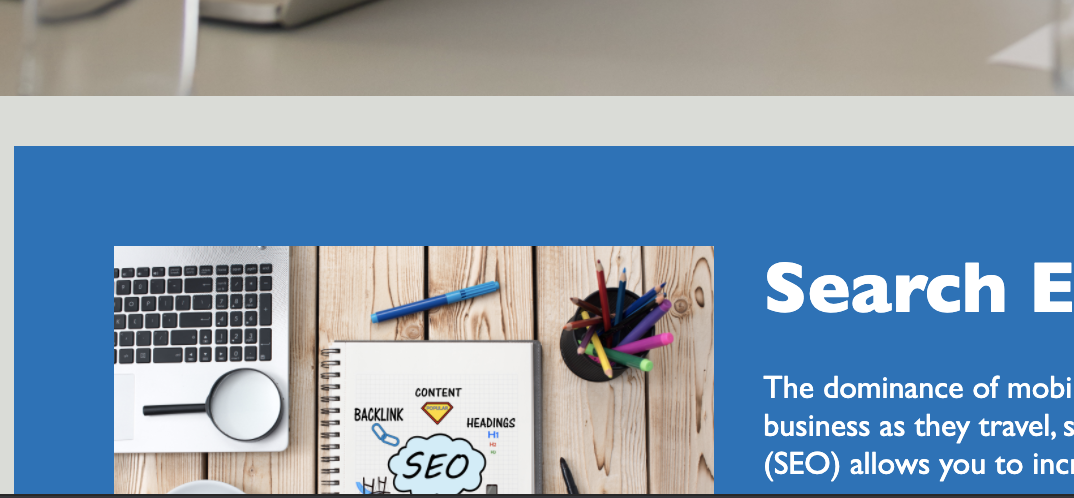 Search E
The dominance of mobi
business as they travel, s
(SEO) allows you to incr
CONTENT
POPULAR
BACKLINK
HEADINGS
H1
H2
H3
SEO